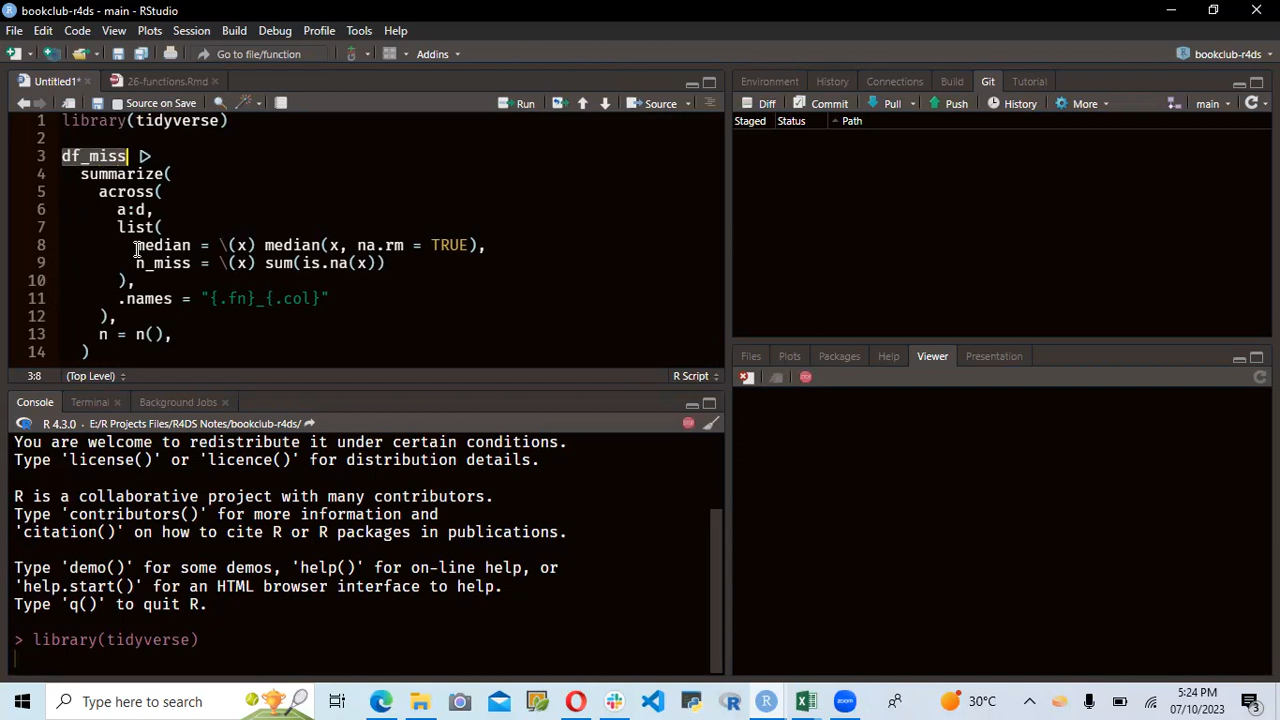 bookclub-r4ds - main - RStudio
File Edit Code View Plots Session Build Debug Profile Tools Help
Go to file/function Addins bookclub-r4ds
Untitled1* 26-functions.Rmd
Source on Save Run Source
1 library(tidyverse)
2
3 df_miss |>
4 summarize(
5 across(
6 a:d,
7 list(
8 median = \(x) median(x, na.rm = TRUE),
9 n_miss = \(x) sum(is.na(x))
10 ),
11 .names = "{.fn}_{.col}"
12 ),
13 n = n(),
14 )
3:8 (Top Level) R Script
Console Terminal Background Jobs
R 4.3.0 · E:/R Projects Files/R4DS Notes/bookclub-r4ds/
You are welcome to redistribute it under certain conditions.
Type 'license()' or 'licence()' for distribution details.
R is a collaborative project with many contributors.
Type 'contributors()' for more information and
'citation()' on how to cite R or R packages in publications.
Type 'demo()' for some demos, 'help()' for on-line help, or
'help.start()' for an HTML browser interface to help.
Type 'q()' to quit R.
> library(tidyverse)
Environment History Connections Build Git Tutorial
Diff Commit Pull Push History More main
Staged Status Path
Files Plots Packages Help Viewer Presentation
Type here to search
30°C
5:24 PM
07/10/2023
3